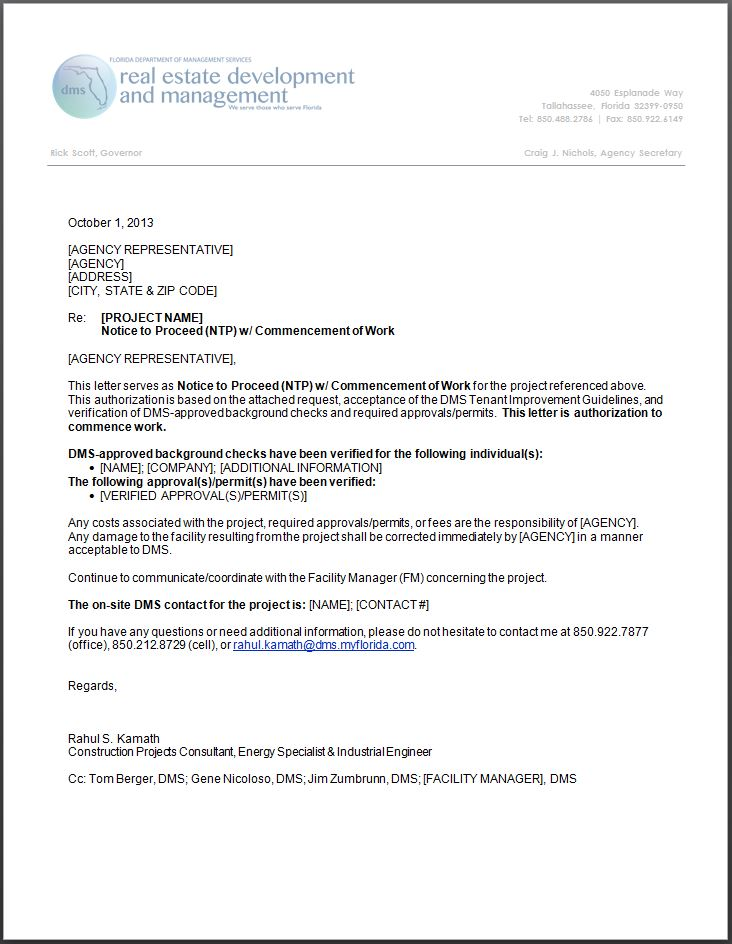 FLORIDA DEPARTMENT OF MANAGEMENT SERVICES
dms
real estate development
and management
We serve those who serve Florida
4050 Esplanade Way
Tallahassee, Florida 32399-0950
Tel: 850.488.2786 | Fax: 850.922.6149
Rick Scott, Governor
Craig J. Nichols, Agency Secretary
October 1, 2013
[AGENCY REPRESENTATIVE]
[AGENCY]
[ADDRESS]
[CITY, STATE & ZIP CODE]
Re: [PROJECT NAME]
Notice to Proceed (NTP) w/ Commencement of Work
[AGENCY REPRESENTATIVE],
This letter serves as Notice to Proceed (NTP) w/ Commencement of Work for the project referenced above.
This authorization is based on the attached request, acceptance of the DMS Tenant Improvement Guidelines, and
verification of DMS-approved background checks and required approvals/permits. This letter is authorization to
commence work.
DMS-approved background checks have been verified for the following individual(s):
• [NAME]; [COMPANY]; [ADDITIONAL INFORMATION]
The following approval(s)/permit(s) have been verified:
• [VERIFIED APPROVAL(S)/PERMIT(S)]
Any costs associated with the project, required approvals/permits, or fees are the responsibility of [AGENCY].
Any damage to the facility resulting from the project shall be corrected immediately by [AGENCY] in a manner
acceptable to DMS.
Continue to communicate/coordinate with the Facility Manager (FM) concerning the project.
The on-site DMS contact for the project is: [NAME]; [CONTACT #]
If you have any questions or need additional information, please do not hesitate to contact me at 850.922.7877
(office), 850.212.8729 (cell), or rahul.kamath@dms.myflorida.com.
Regards,
Rahul S. Kamath
Construction Projects Consultant, Energy Specialist & Industrial Engineer
Cc: Tom Berger, DMS; Gene Nicoloso, DMS; Jim Zumbrunn, DMS; [FACILITY MANAGER], DMS